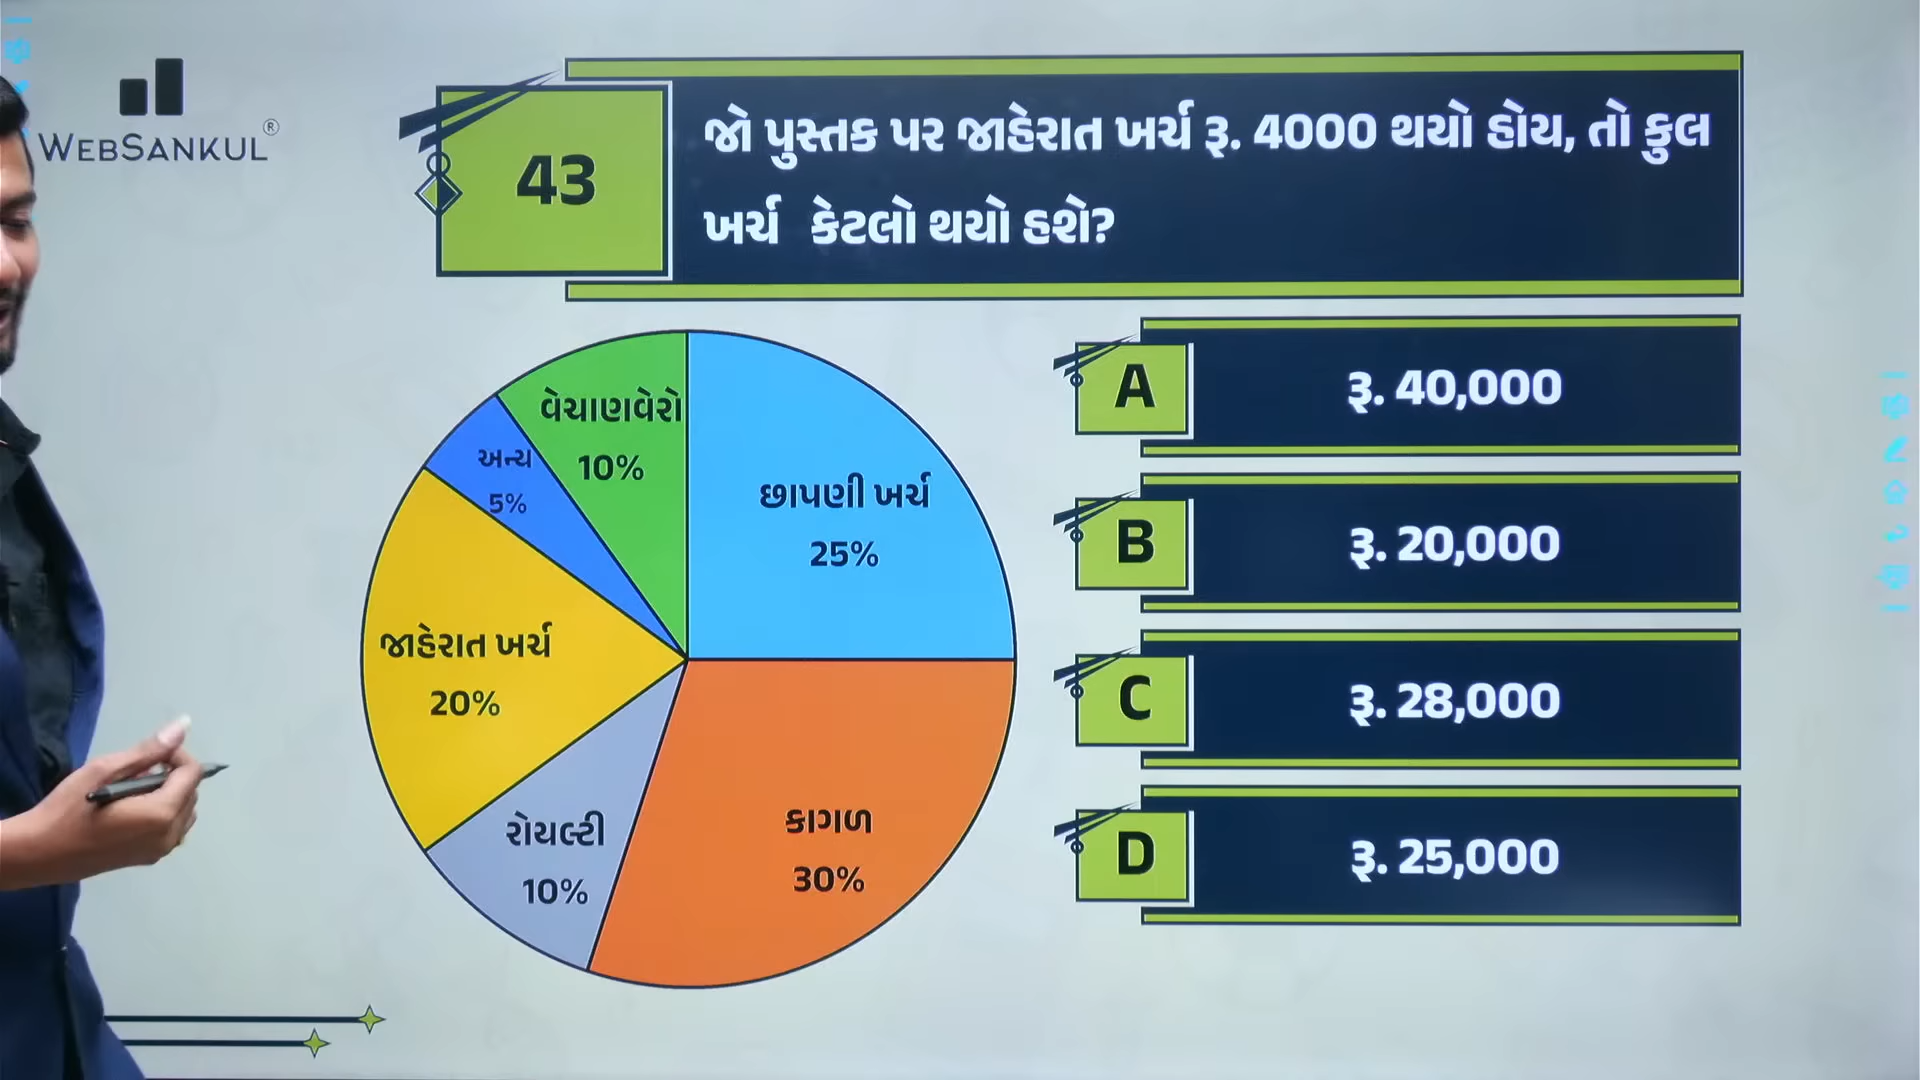 WEBSANKUL®
43
જો પુસ્તક પર જાહેરાત ખર્ચ રૂ. 4000 થયો હોય, તો કુલ
ખર્ચ કેટલો થયો હશે?
વેચાણવેરો
10%
અન્ય
5%
છાપણી ખર્ચ
25%
જાહેરાત ખર્ચ
20%
રોયલ્ટી
10%
કાગળ
30%
A
રૂ. 40,000
B
રૂ. 20,000
C
રૂ. 28,000
D
રૂ. 25,000